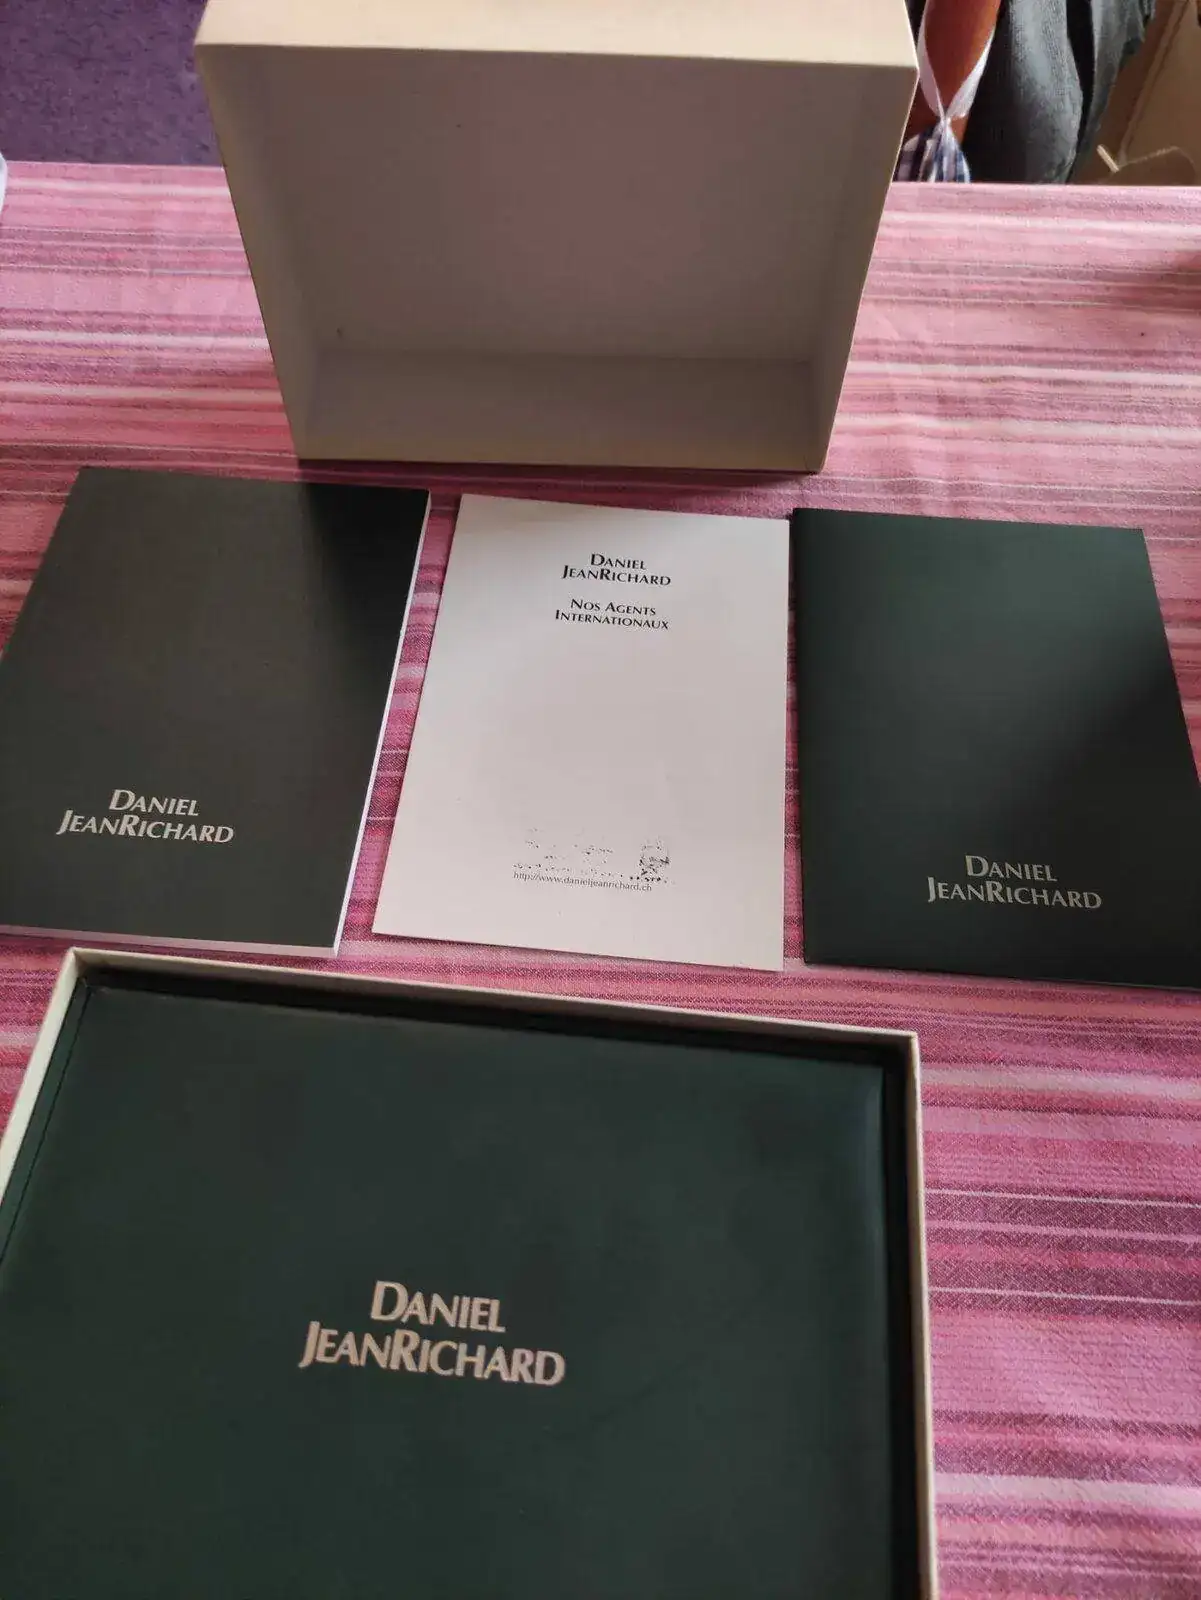 DANIEL
JEANRICHARD
NOS AGENTS
INTERNATIONAUX
http://www.danieljeanrichard.ch
DANIEL
JEANRICHARD
DANIEL
JEANRICHARD
DANIEL
JEANRICHARD